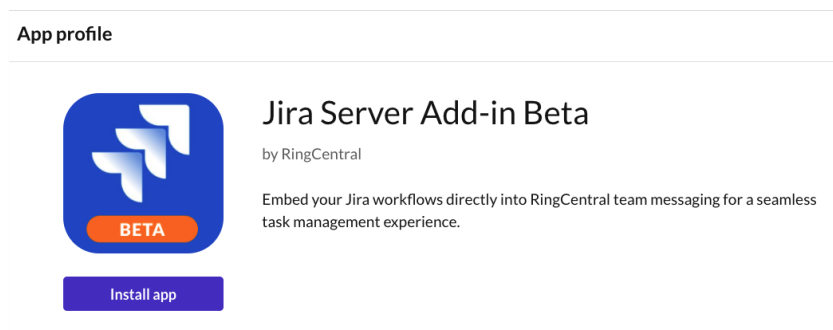 App profile
Jira Server Add-in Beta
by RingCentral
Embed your Jira workflows directly into RingCentral team messaging for a seamless
task management experience.
BETA
Install app